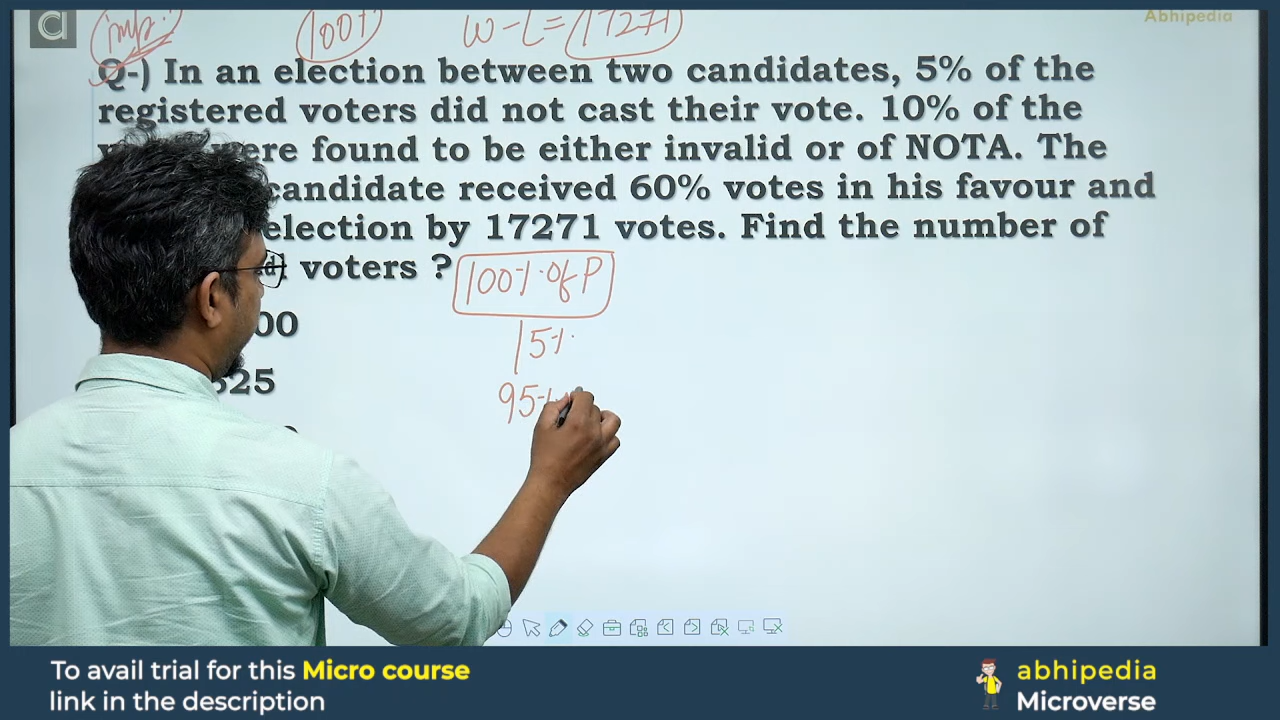 (imp.) 100% W-L = 17271
Abhipedia
Q-) In an election between two candidates, 5% of the
registered voters did not cast their vote. 10% of the
were found to be either invalid or of NOTA. The
candidate received 60% votes in his favour and
election by 17271 votes. Find the number of
voters ?
100% of P
00
5%
525
95%
To avail trial for this Micro course
link in the description
abhipedia
Microverse